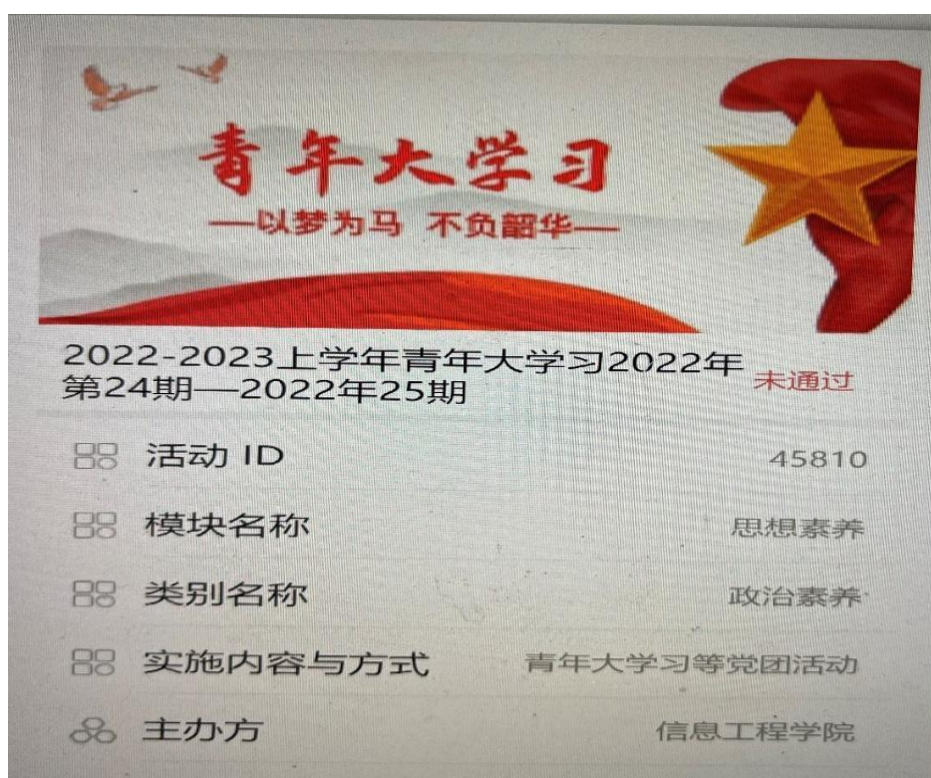 青年大学习
—以梦为马 不负韶华—
2022-2023上学年青年大学习2022年
第24期—2022年25期
未通过
活动 ID 45810
模块名称 思想素养
类别名称 政治素养
实施内容与方式 青年大学习等党团活动
主办方 信息工程学院